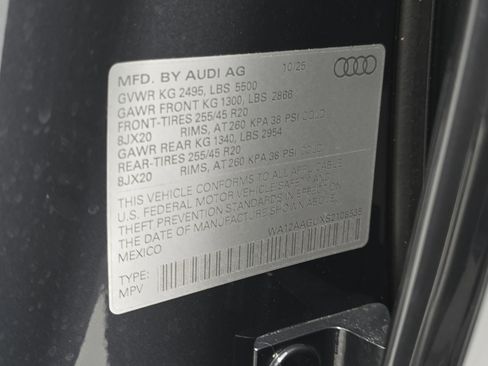 MFD. BY AUDI AG 10/25
GVWR KG 2495, LBS 5500
GAWR FRONT KG 1300, LBS 2866
FRONT-TIRES 255/45 R20
8JX20 RIMS, AT 260 KPA 38 PSI COLD
GAWR REAR KG 1340, LBS 2954
REAR-TIRES 255/45 R20
8JX20 RIMS, AT 260 KPA 38 PSI
THIS VEHICLE CONFORMS TO ALL APPLICABLE
U.S. FEDERAL MOTOR VEHICLE SAFETY AND
THEFT PREVENTION STANDARDS IN EFFECT ON
THE DATE OF MANUFACTURE SHOWN ABOVE.
MEXICO
TYPE:
MPV